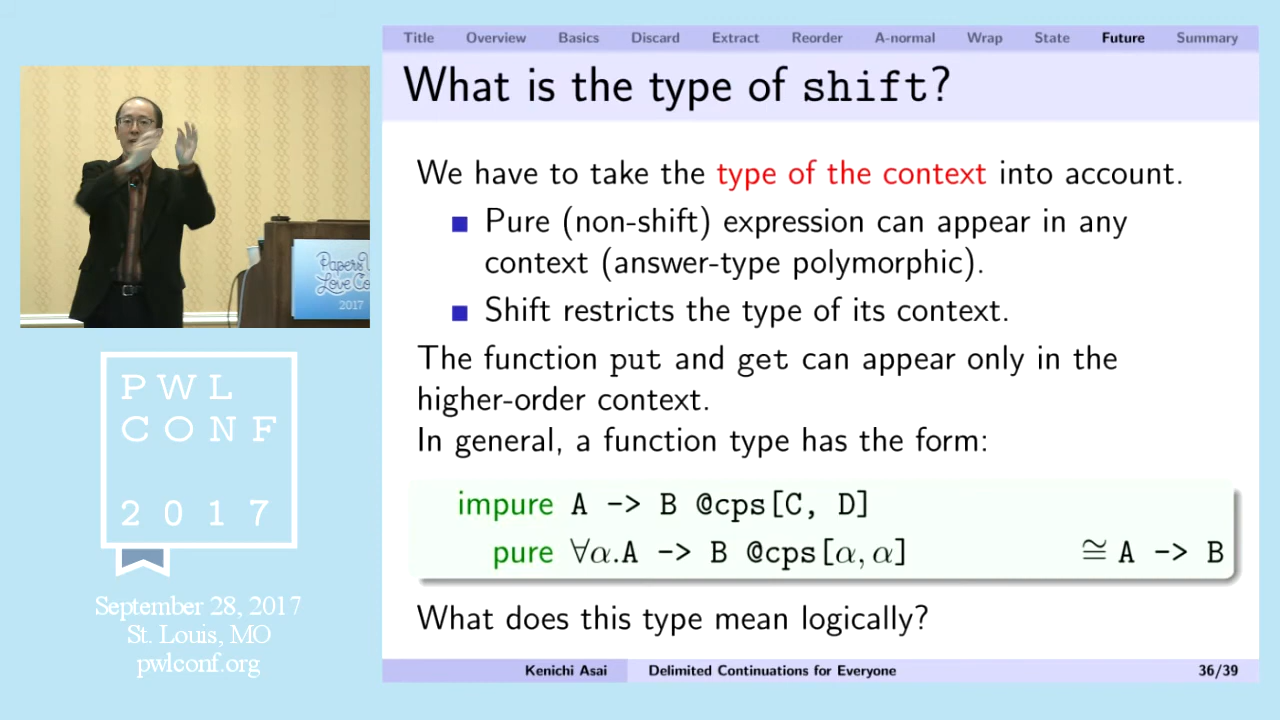 Title Overview Basics Discard Extract Reorder A-normal Wrap State Future Summary
What is the type of shift?
We have to take the type of the context into account.
Pure (non-shift) expression can appear in any
context (answer-type polymorphic).
Shift restricts the type of its context.
The function put and get can appear only in the
higher-order context.
In general, a function type has the form:
impure A -> B @cps[C, D]
pure ∀α.A -> B @cps[α, α] ≅ A -> B
What does this type mean logically?
Kenichi Asai Delimited Continuations for Everyone 36/39
Papers
Love
2017
PWL
CONF
2017
September 28, 2017
St. Louis, MO
pwlconf.org